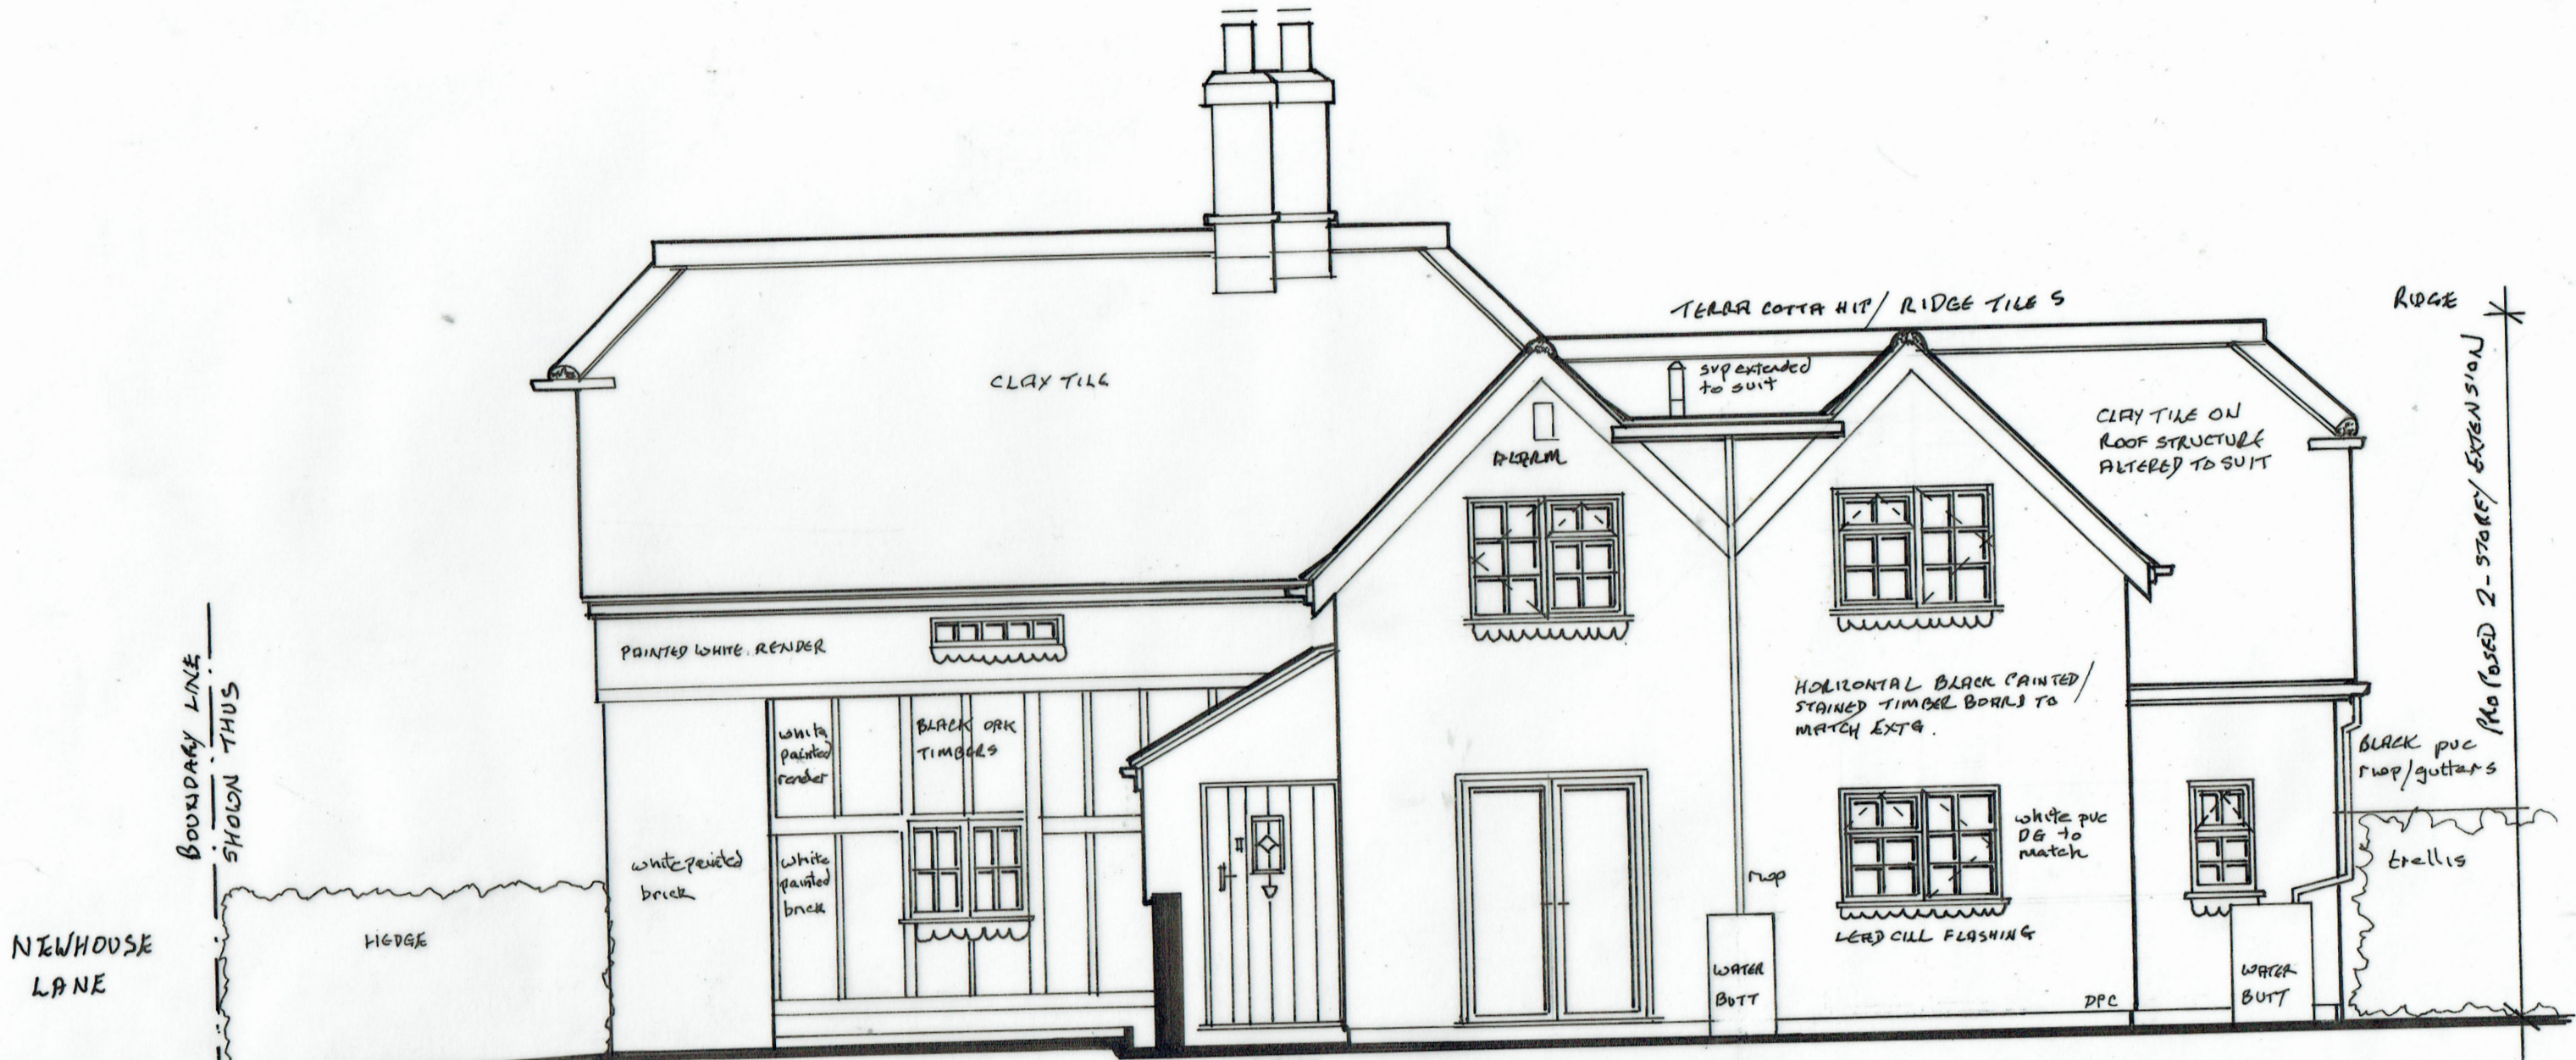 TERRA COTTA HIP/ RIDGE TILES
RIDGE
SVP extended
to suit
CLAY TILE
CLAY TILE ON
ROOF STRUCTURE
ALTERED TO SUIT
ALARM
PROPOSED 2-STOREY EXTENSION
PAINTED WHITE RENDER
BOUNDARY LINE
SHOWN THUS
white
painted
render
BLACK OAK
TIMBERS
HORIZONTAL BLACK PAINTED/
STAINED TIMBER BOARD TO
MATCH EXTG.
BLACK pvc
rwp/gutters
white painted
brick
white
painted
brick
white pvc
DG to
match
trellis
rwp
HEDGE
LEAD CILL FLASHING
NEWHOUSE
LANE
WATER
BUTT
DPC
WATER
BUTT